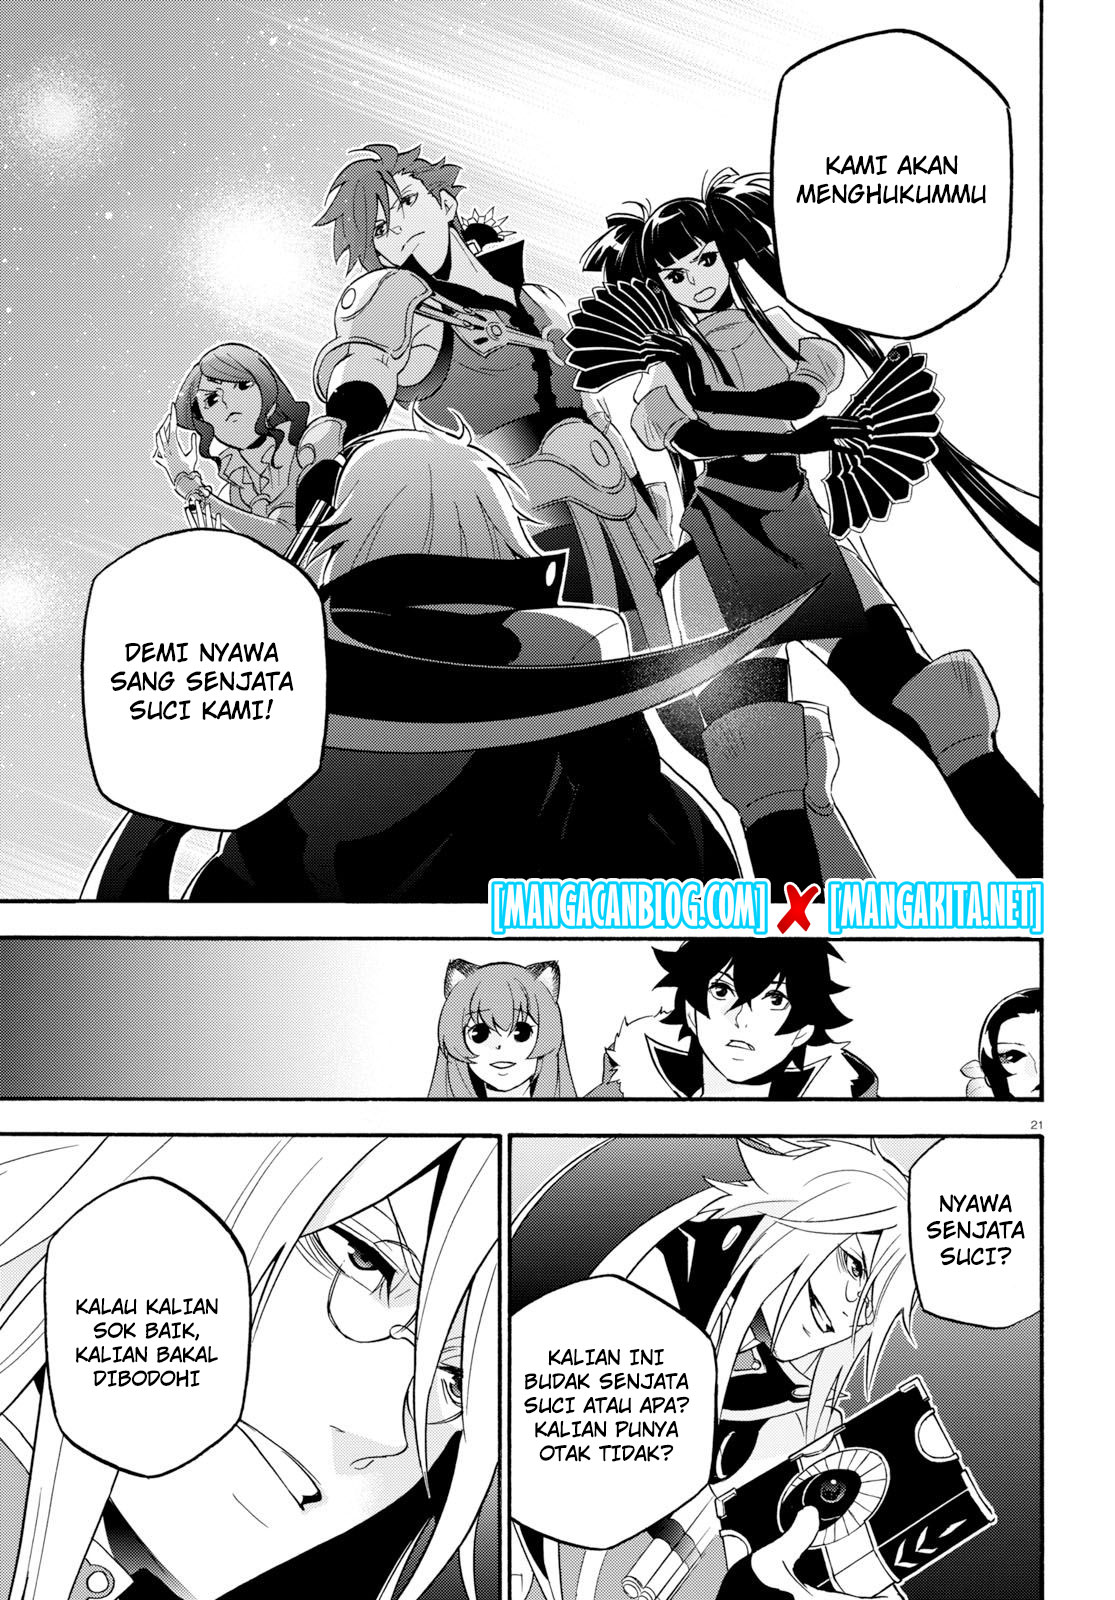 KAMI AKAN
MENGHUKUMMU
DEMI NYAWA
SANG SENJATA
SUCI KAMI!
[MANGACANBLOG.COM] X [MANGAKITA.NET]
21
NYAWA
SENJATA
SUCI?
KALIAN INI
BUDAK SENJATA
SUCI ATAU APA?
KALIAN PUNYA
OTAK TIDAK?
KALAU KALIAN
SOK BAIK,
KALIAN BAKAL
DIBODOHI